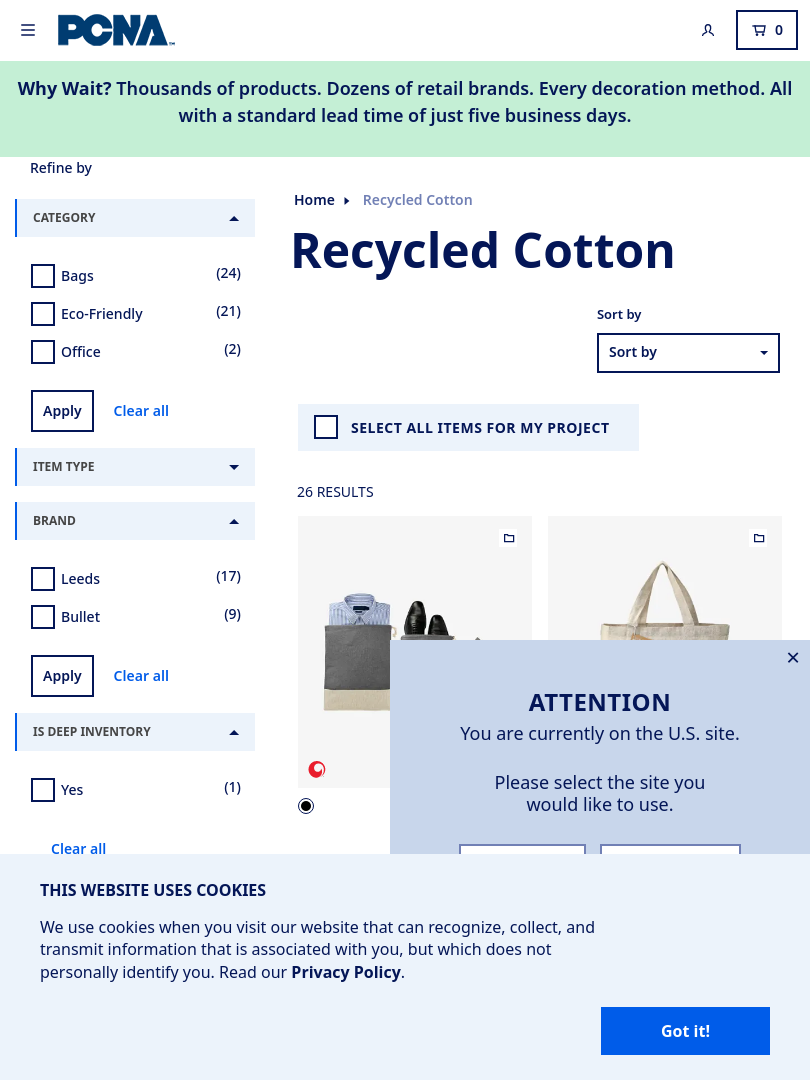 PCNA
0
Why Wait? Thousands of products. Dozens of retail brands. Every decoration method. All
with a standard lead time of just five business days.
Refine by
CATEGORY
Bags (24)
Eco-Friendly (21)
Office (2)
Apply Clear all
ITEM TYPE
BRAND
Leeds (17)
Bullet (9)
Apply Clear all
IS DEEP INVENTORY
Yes (1)
Clear all
Home Recycled Cotton
Recycled Cotton
Sort by
Sort by
SELECT ALL ITEMS FOR MY PROJECT
26 RESULTS
ATTENTION
You are currently on the U.S. site.
Please select the site you
would like to use.
THIS WEBSITE USES COOKIES
We use cookies when you visit our website that can recognize, collect, and
transmit information that is associated with you, but which does not
personally identify you. Read our Privacy Policy.
Got it!